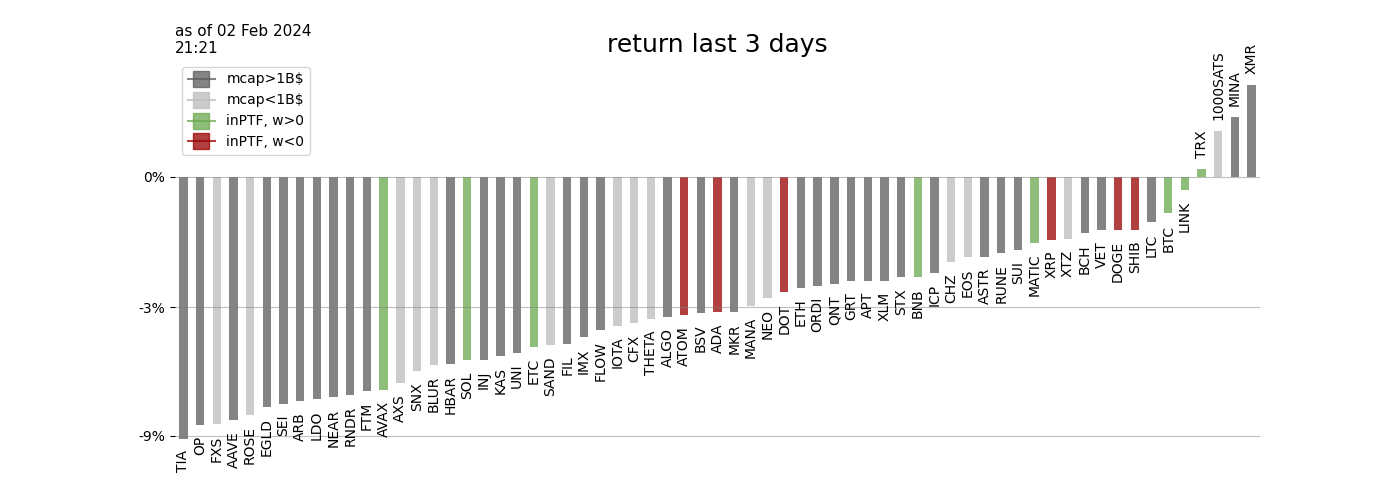 as of 02 Feb 2024
21:21
return last 3 days
mcap>1B$
mcap<1B$
inPTF, w>0
inPTF, w<0
0%
-3%
-9%
TIA
OP
FXS
AAVE
ROSE
EGLD
SEI
ARB
LDO
NEAR
RNDR
FTM
AVAX
AXS
SNX
BLUR
HBAR
SOL
INJ
KAS
UNI
ETC
SAND
FIL
IMX
FLOW
IOTA
CFX
THETA
ALGO
ATOM
BSV
ADA
MKR
MANA
NEO
DOT
ETH
ORDI
QNT
GRT
APT
XLM
STX
BNB
ICP
CHZ
EOS
ASTR
RUNE
SUI
MATIC
XRP
XTZ
BCH
VET
DOGE
SHIB
LTC
BTC
LINK
TRX
1000SATS
MINA
XMR